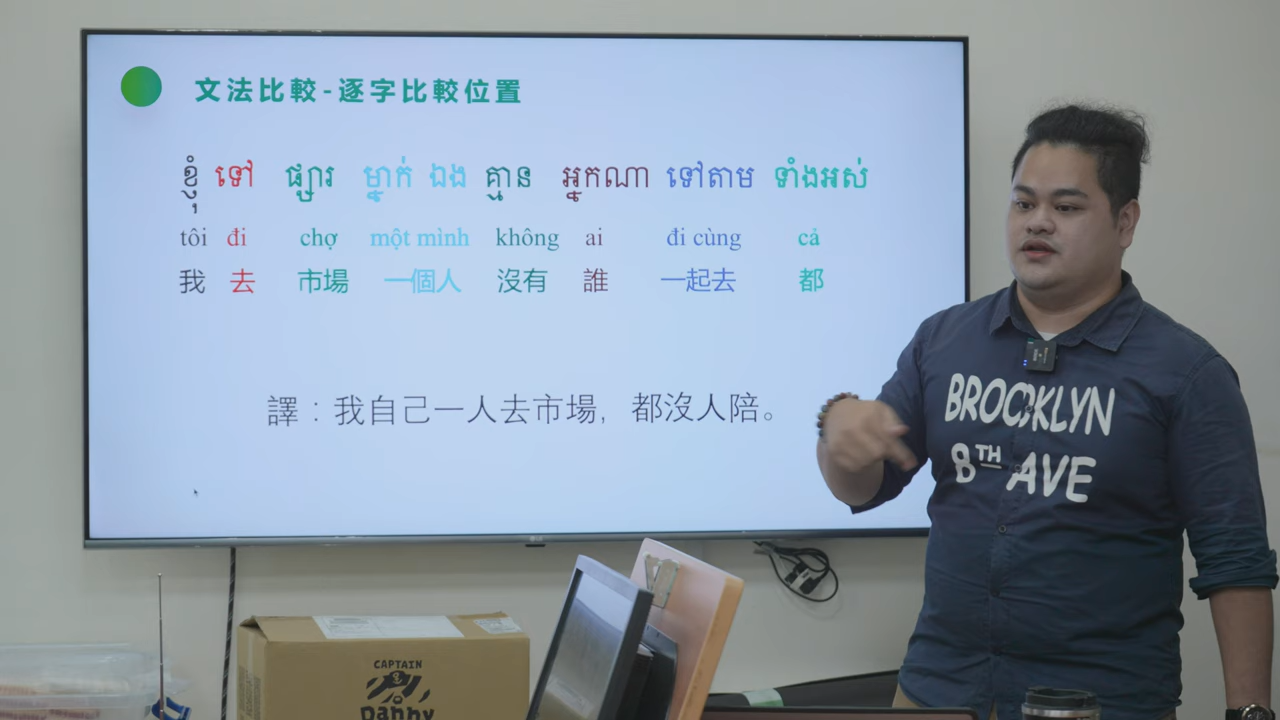 文法比較-逐字比較位置
ខ្ញុំ ទៅ ផ្សារ ម្នាក់ ឯង គ្មាន អ្នកណា ទៅតាម ទាំងអស់
tôi đi chợ một mình không ai đi cùng cả
我 去 市場 一個人 沒有 誰 一起去 都
譯：我自己一人去市場，都沒人陪。
BROOKLYN
8TH AVE
CAPTAIN
Danny